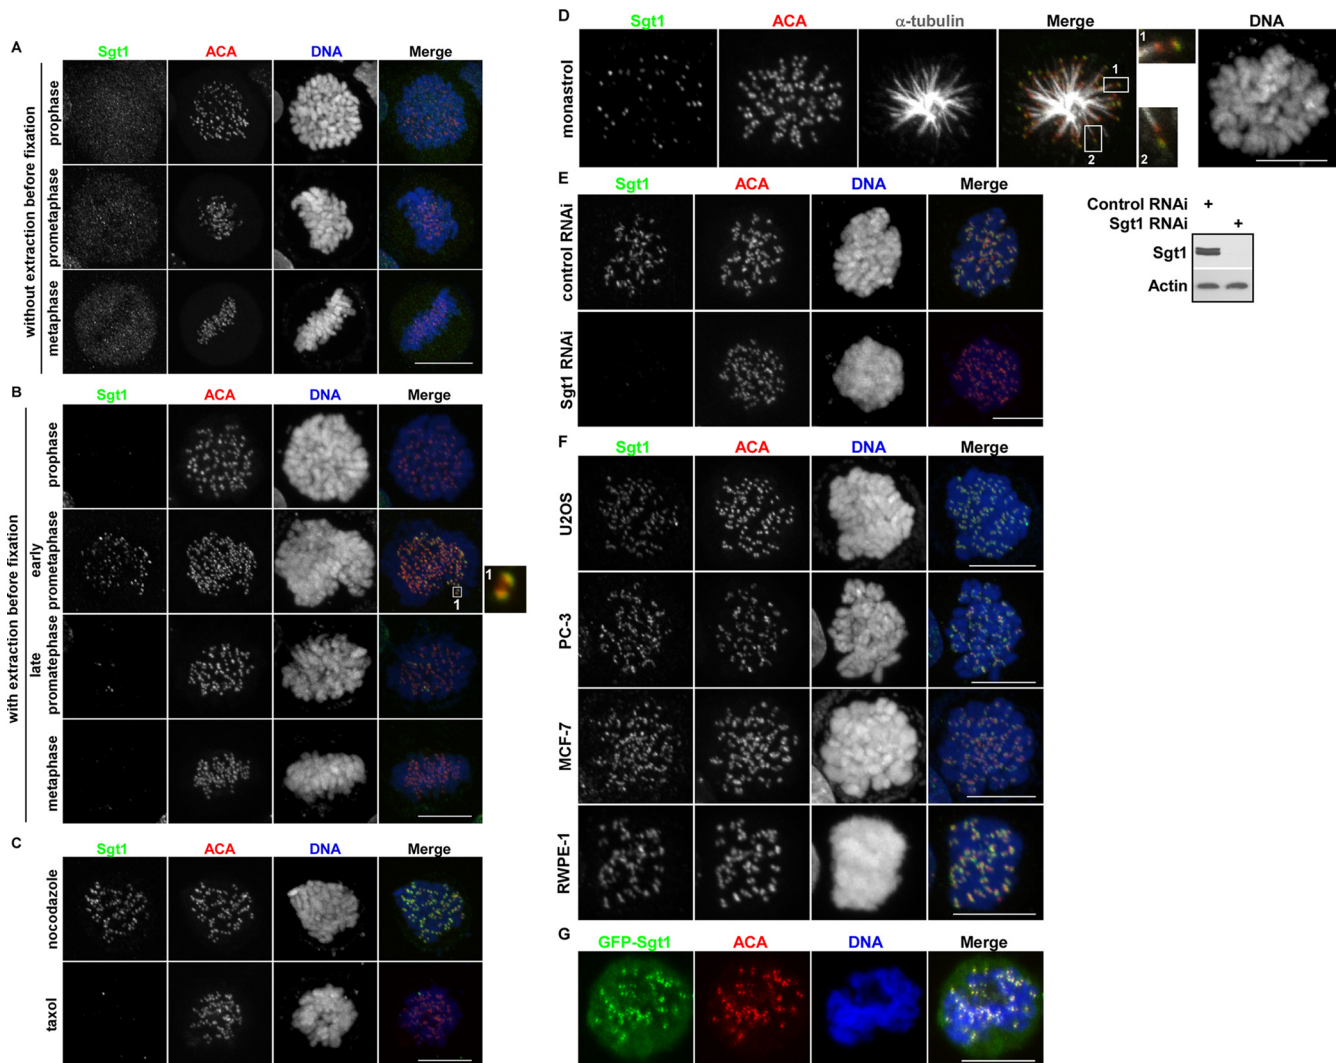 A
Sgt1 ACA DNA Merge
without extraction before fixation
prophase
prometaphase
metaphase
B
Sgt1 ACA DNA Merge
with extraction before fixation
prophase
early
prometaphase
1
1
late
prometatephase
metaphase
C
Sgt1 ACA DNA Merge
nocodazole
taxol
D
Sgt1 ACA α-tubulin Merge DNA
monastrol
1
2
1
2
E
Sgt1 ACA DNA Merge
control RNAi
Sgt1 RNAi
Control RNAi +
Sgt1 RNAi +
Sgt1
Actin
F
Sgt1 ACA DNA Merge
U2OS
PC-3
MCF-7
RWPE-1
G
GFP-Sgt1 ACA DNA Merge